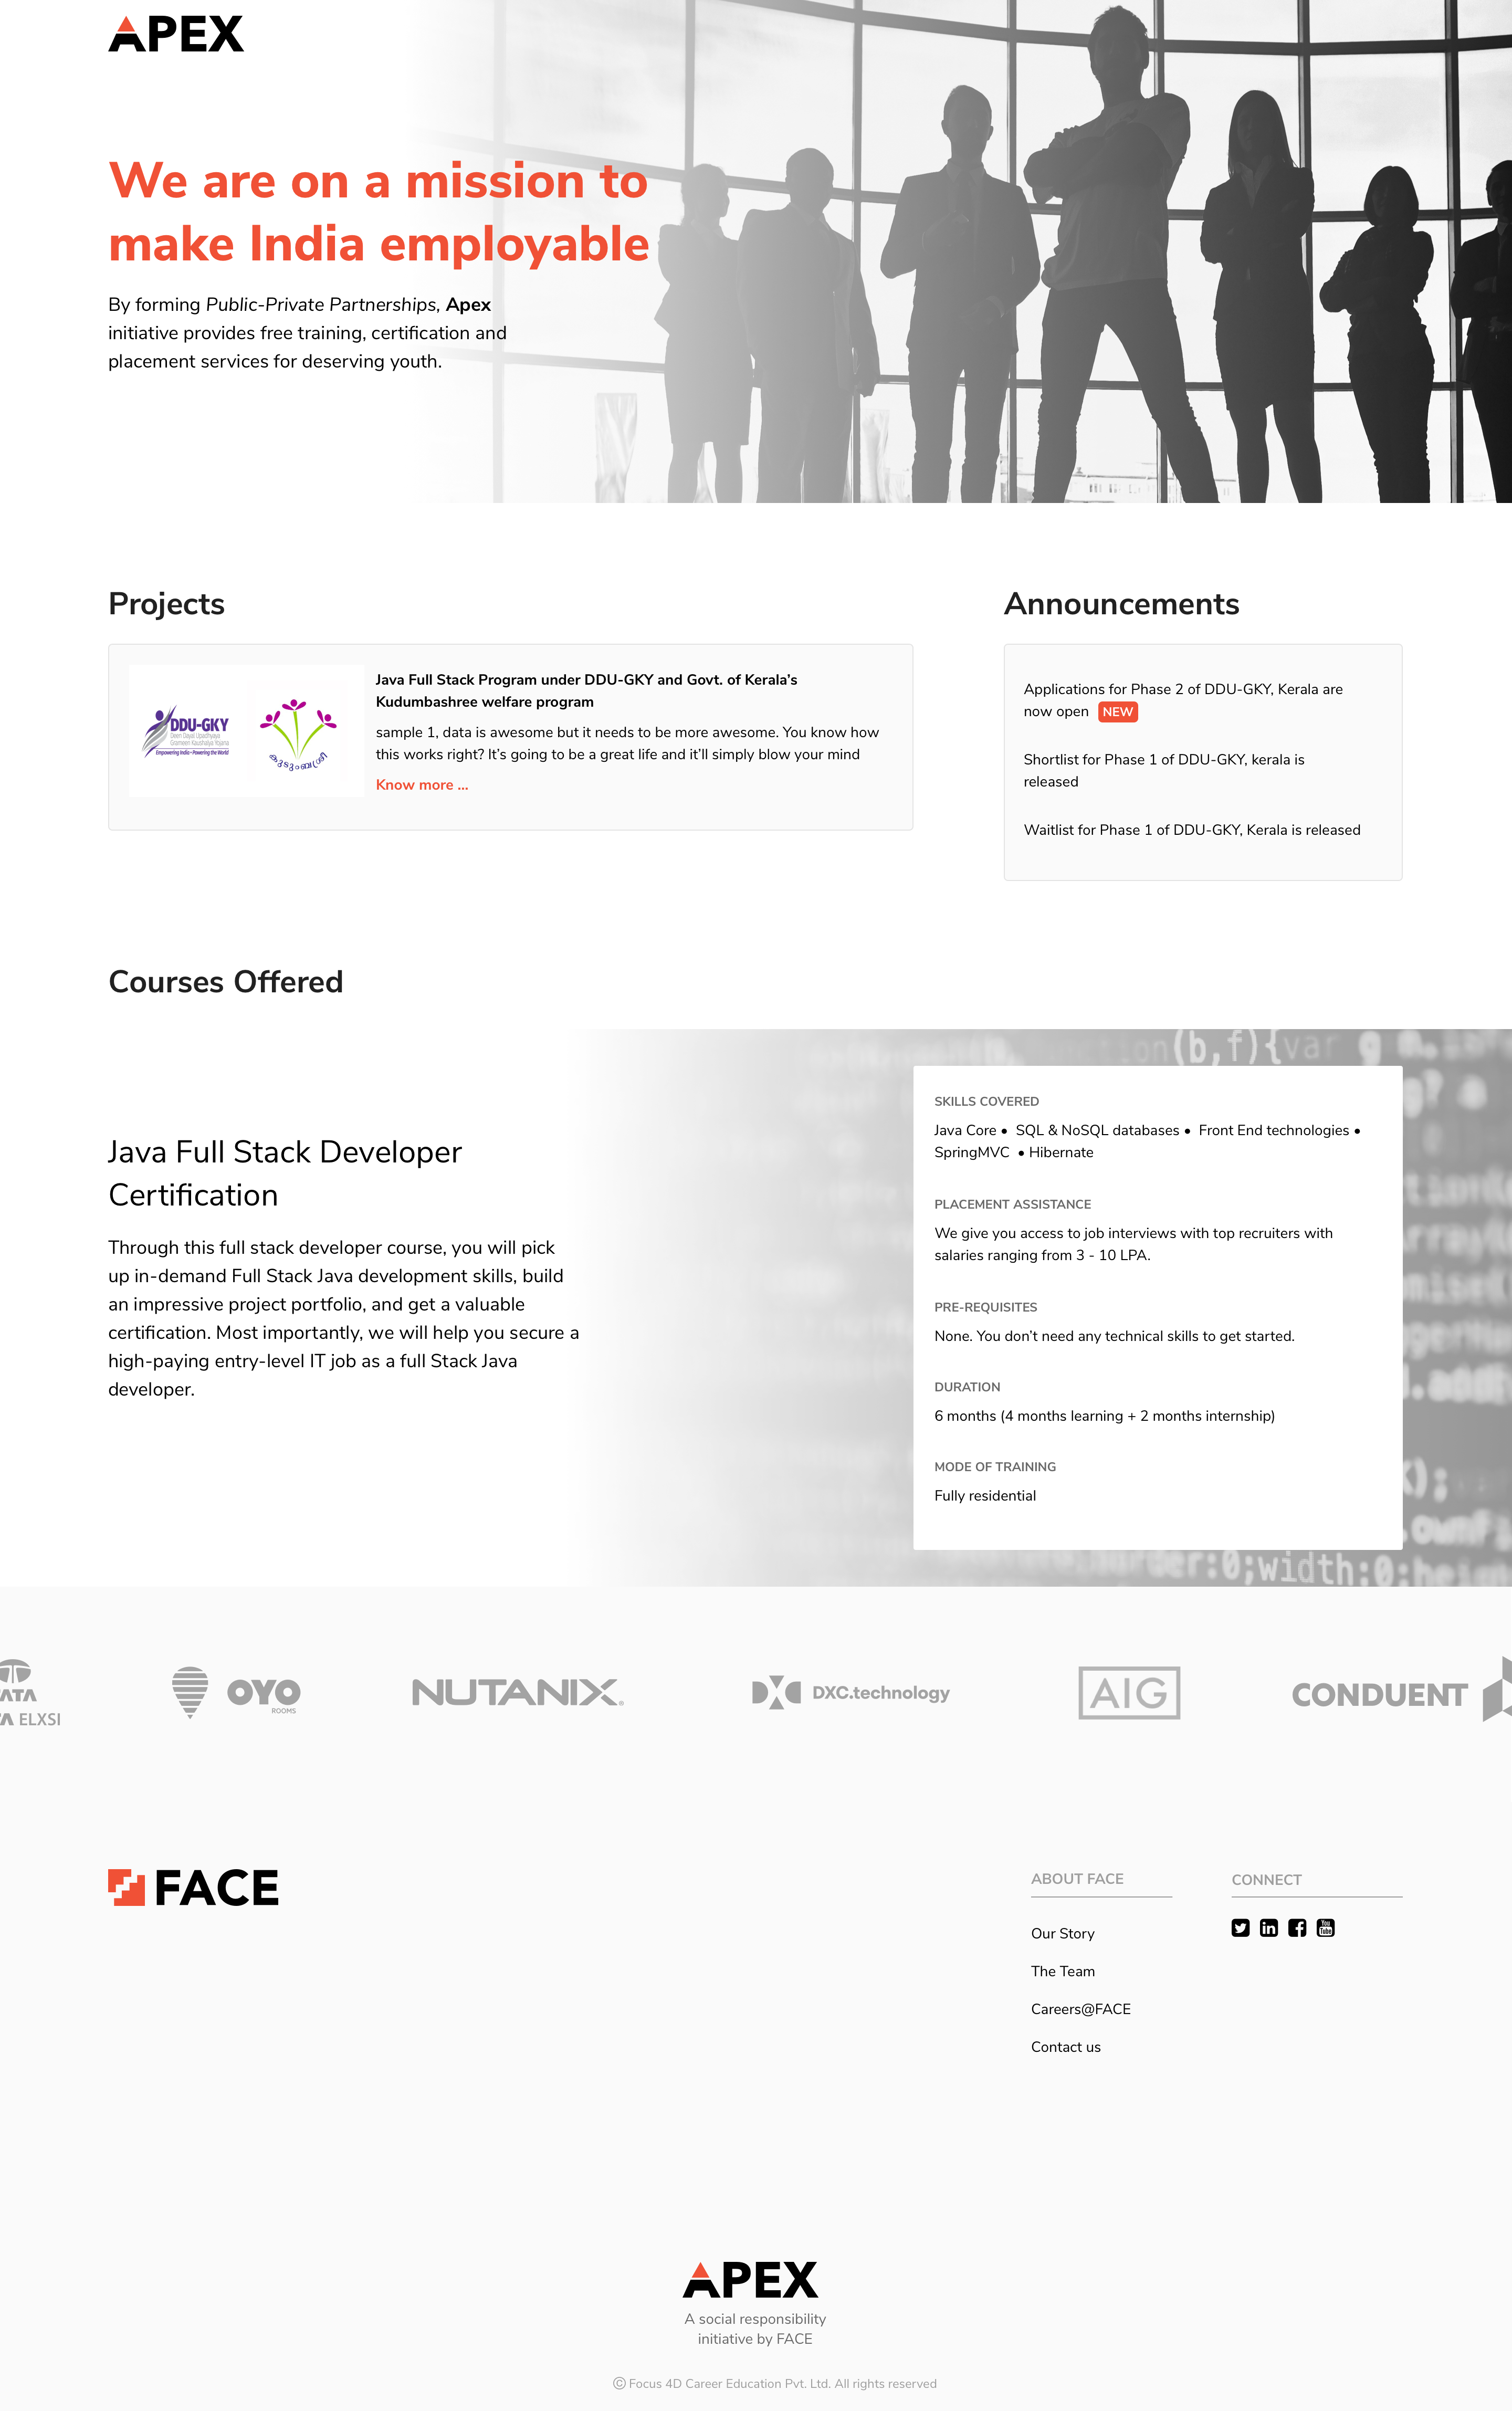 APEX
We are on a mission to
make India employable
By forming Public-Private Partnerships, Apex
initiative provides free training, certification and
placement services for deserving youth.
Projects
DDU-GKY
Deen Dayal Upadhyaya
Grameen Kaushalya Yojana
Empowering India-Powering the World
കുടുംബശ്രീ
Java Full Stack Program under DDU-GKY and Govt. of Kerala’s
Kudumbashree welfare program
sample 1, data is awesome but it needs to be more awesome. You know how
this works right? It’s going to be a great life and it’ll simply blow your mind
Know more ...
Announcements
Applications for Phase 2 of DDU-GKY, Kerala are
now open NEW
Shortlist for Phase 1 of DDU-GKY, kerala is
released
Waitlist for Phase 1 of DDU-GKY, Kerala is released
Courses Offered
(b,f){var
Java Full Stack Developer
Certification
Through this full stack developer course, you will pick
up in-demand Full Stack Java development skills, build
an impressive project portfolio, and get a valuable
certification. Most importantly, we will help you secure a
high-paying entry-level IT job as a full Stack Java
developer.
SKILLS COVERED
Java Core • SQL & NoSQL databases • Front End technologies •
SpringMVC • Hibernate
PLACEMENT ASSISTANCE
We give you access to job interviews with top recruiters with
salaries ranging from 3 - 10 LPA.
PRE-REQUISITES
None. You don’t need any technical skills to get started.
DURATION
6 months (4 months learning + 2 months internship)
MODE OF TRAINING
Fully residential
:0;width:0;
TATA
TATA ELXSI
OYO
ROOMS
NUTANIX
DXC.technology
AIG
CONDUENT
FACE
ABOUT FACE
Our Story
The Team
Careers@FACE
Contact us
CONNECT
You
Tube
APEX
A social responsibility
initiative by FACE
© Focus 4D Career Education Pvt. Ltd. All rights reserved